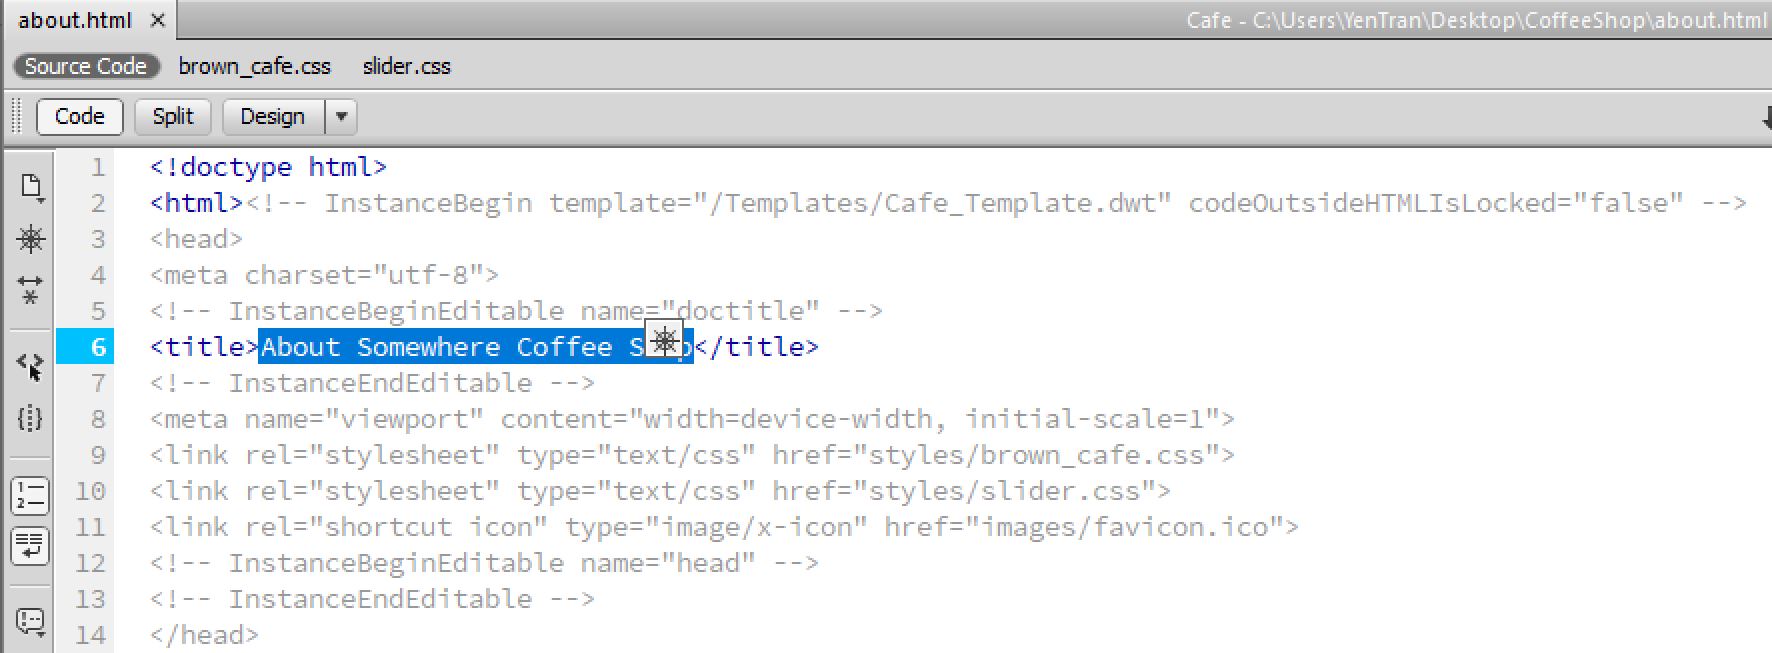 about.html ×
Cafe - C:\Users\YenTran\Desktop\CoffeeShop\about.html
Source Code brown_cafe.css slider.css
Code Split Design
1 <!doctype html>
2 <html><!-- InstanceBegin template="/Templates/Cafe_Template.dwt" codeOutsideHTMLIsLocked="false" -->
3 <head>
4 <meta charset="utf-8">
5 <!-- InstanceBeginEditable name="doctitle" -->
6 <title>About Somewhere Coffee </title>
7 <!-- InstanceEndEditable -->
8 <meta name="viewport" content="width=device-width, initial-scale=1">
9 <link rel="stylesheet" type="text/css" href="styles/brown_cafe.css">
10 <link rel="stylesheet" type="text/css" href="styles/slider.css">
11 <link rel="shortcut icon" type="image/x-icon" href="images/favicon.ico">
12 <!-- InstanceBeginEditable name="head" -->
13 <!-- InstanceEndEditable -->
14 </head>